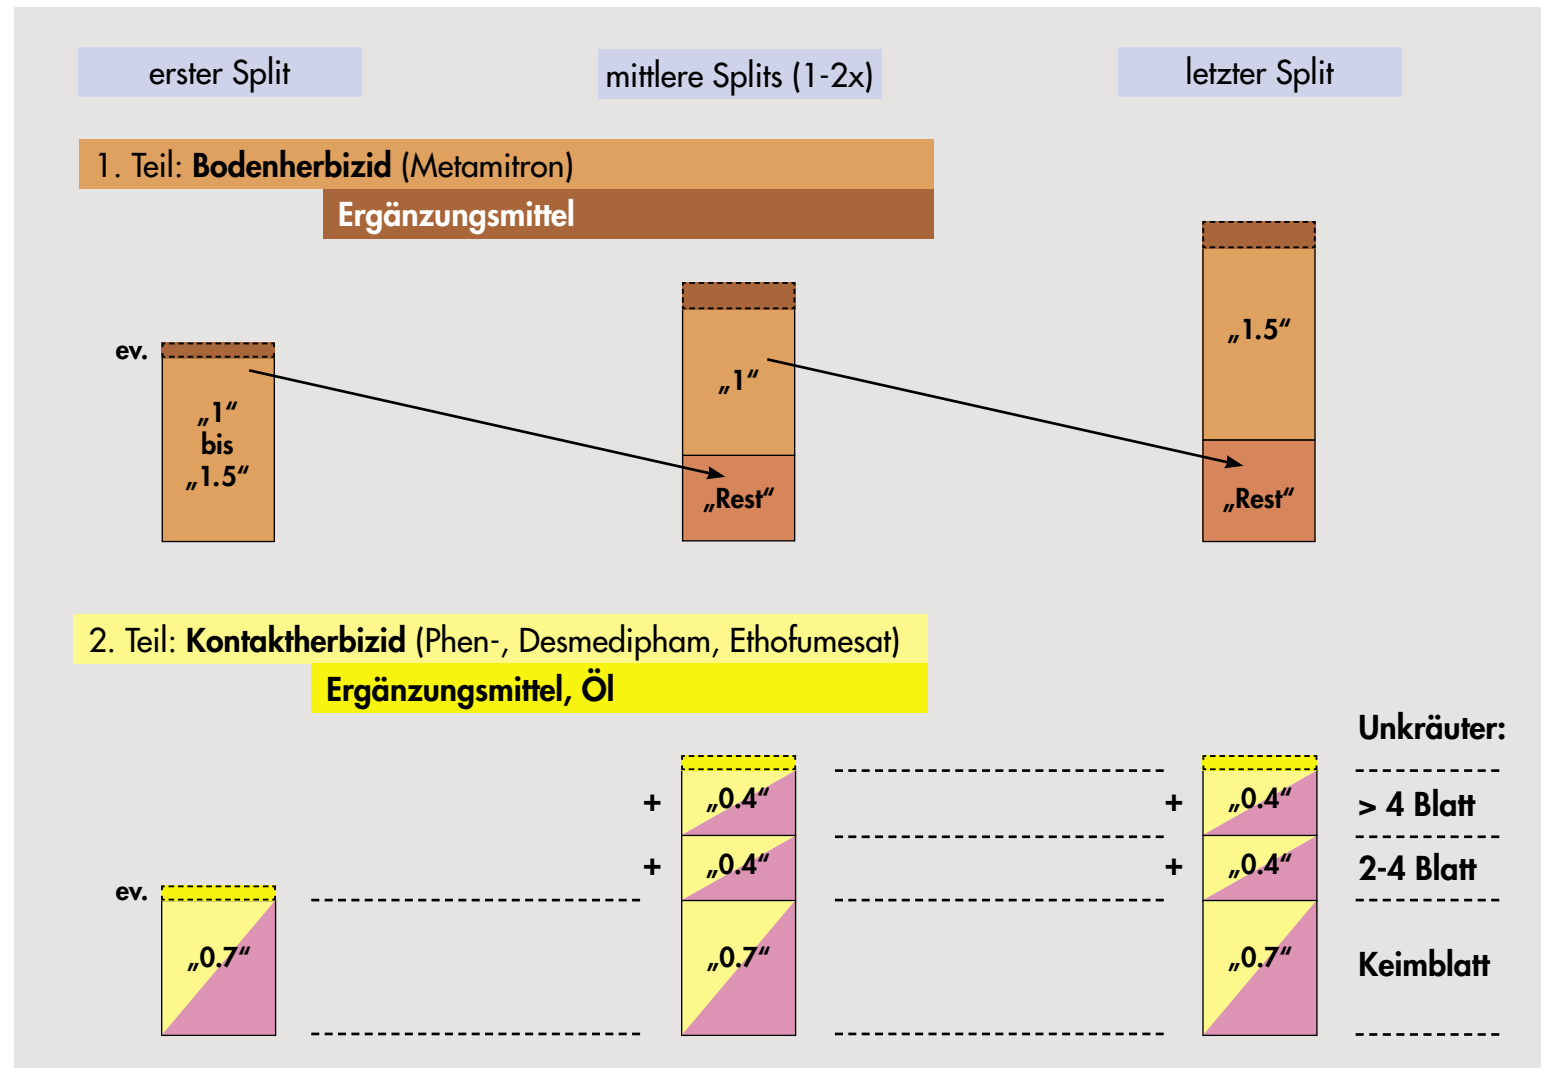 erster Split
mittlere Splits (1-2x)
letzter Split
1. Teil: Bodenherbizid (Metamitron)
Ergänzungsmittel
ev.
„1“
bis
„1.5“
„1“
„Rest“
„1.5“
„Rest“
2. Teil: Kontaktherbizid (Phen-, Desmedipham, Ethofumesat)
Ergänzungsmittel, Öl
Unkräuter:
+ „0.4“ + „0.4“ > 4 Blatt
+ „0.4“ + „0.4“ 2-4 Blatt
ev.
„0.7“ „0.7“ „0.7“ Keimblatt